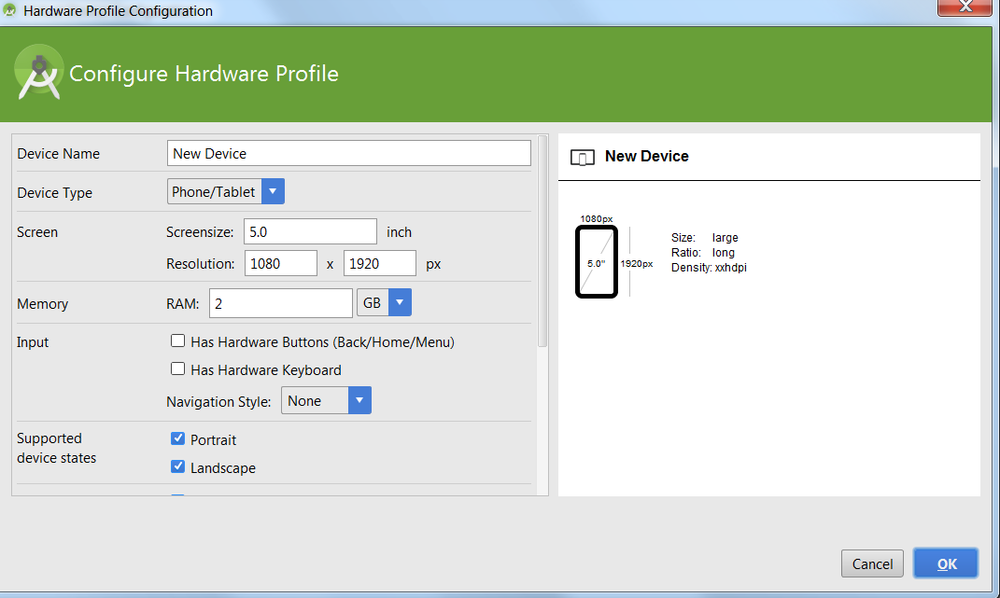 Hardware Profile Configuration
Configure Hardware Profile
Device Name New Device
Device Type Phone/Tablet
Screen Screensize: 5.0 inch
Resolution: 1080 x 1920 px
Memory RAM: 2 GB
Input Has Hardware Buttons (Back/Home/Menu)
Has Hardware Keyboard
Navigation Style: None
Supported
device states
Portrait
Landscape
New Device
1080px
5.0"
1920px
Size: large
Ratio: long
Density: xxhdpi
Cancel
OK